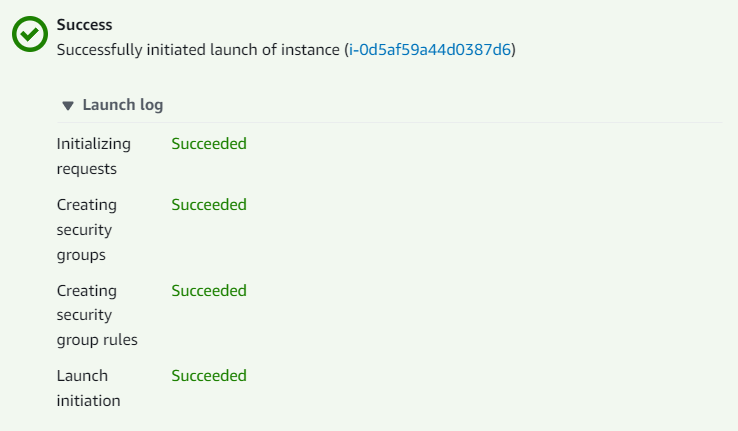 Success
Successfully initiated launch of instance (i-0d5af59a44d0387d6)
Launch log
Initializing Succeeded
requests
Creating Succeeded
security
groups
Creating Succeeded
security
group rules
Launch Succeeded
initiation